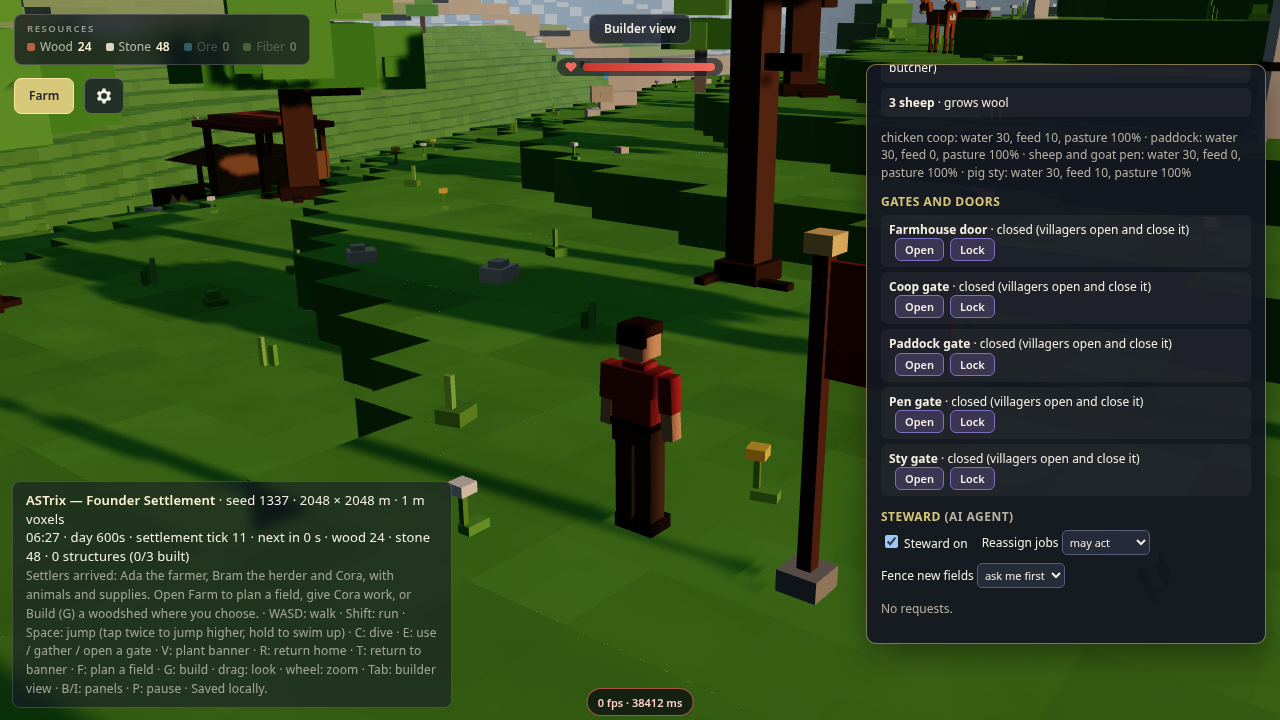 RESOURCES
Wood 24 Stone 48 Ore 0 Fiber 0
Farm
Builder view
butcher)
3 sheep · grows wool
chicken coop: water 30, feed 10, pasture 100% · paddock: water
30, feed 0, pasture 100% · sheep and goat pen: water 30, feed 0,
pasture 100% · pig sty: water 30, feed 10, pasture 100%
GATES AND DOORS
Farmhouse door · closed (villagers open and close it)
Open Lock
Coop gate · closed (villagers open and close it)
Open Lock
Paddock gate · closed (villagers open and close it)
Open Lock
Pen gate · closed (villagers open and close it)
Open Lock
Sty gate · closed (villagers open and close it)
Open Lock
STEWARD (AI AGENT)
Steward on Reassign jobs may act
Fence new fields ask me first
No requests.
ASTrix — Founder Settlement · seed 1337 · 2048 × 2048 m · 1 m
voxels
06:27 · day 600s · settlement tick 11 · next in 0 s · wood 24 · stone
48 · 0 structures (0/3 built)
Settlers arrived: Ada the farmer, Bram the herder and Cora, with
animals and supplies. Open Farm to plan a field, give Cora work, or
Build (G) a woodshed where you choose. · WASD: walk · Shift: run ·
Space: jump (tap twice to jump higher, hold to swim up) · C: dive · E: use
/ gather / open a gate · V: plant banner · R: return home · T: return to
banner · F: plan a field · G: build · drag: look · wheel: zoom · Tab: builder
view · B/I: panels · P: pause · Saved locally.
0 fps · 38412 ms